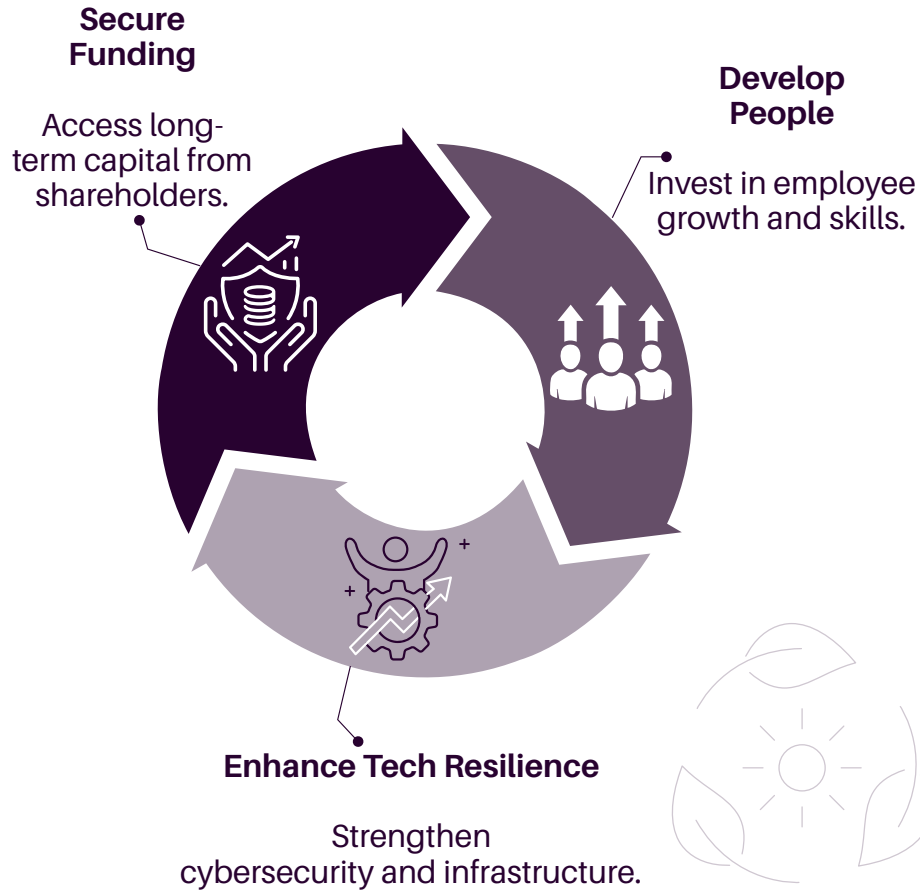 Secure
Funding
Access long-
term capital from
shareholders.
Develop
People
Invest in employee
growth and skills.
Enhance Tech Resilience
Strengthen
cybersecurity and infrastructure.